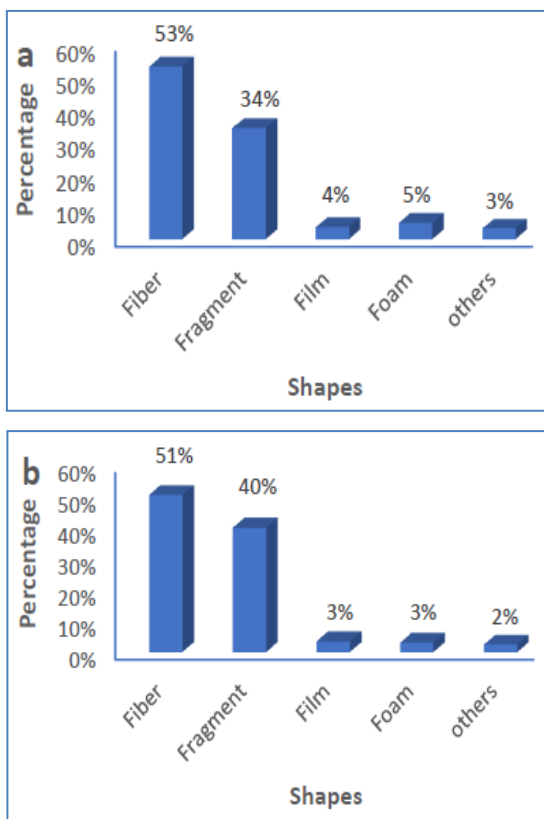 a
53%
34%
4%
5%
3%
60%
50%
40%
30%
20%
10%
0%
Percentage
Fiber
Fragment
Film
Foam
others
Shapes
b
51%
40%
3%
3%
2%
60%
50%
40%
30%
20%
10%
0%
Percentage
Fiber
Fragment
Film
Foam
others
Shapes